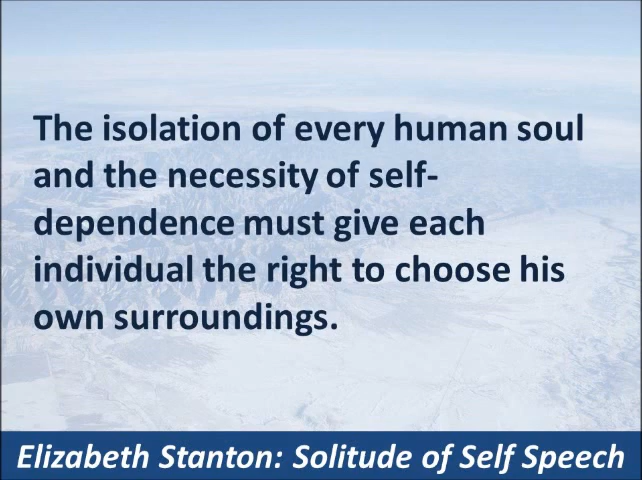 The isolation of every human soul
and the necessity of self-
dependence must give each
individual the right to choose his
own surroundings.
Elizabeth Stanton: Solitude of Self Speech